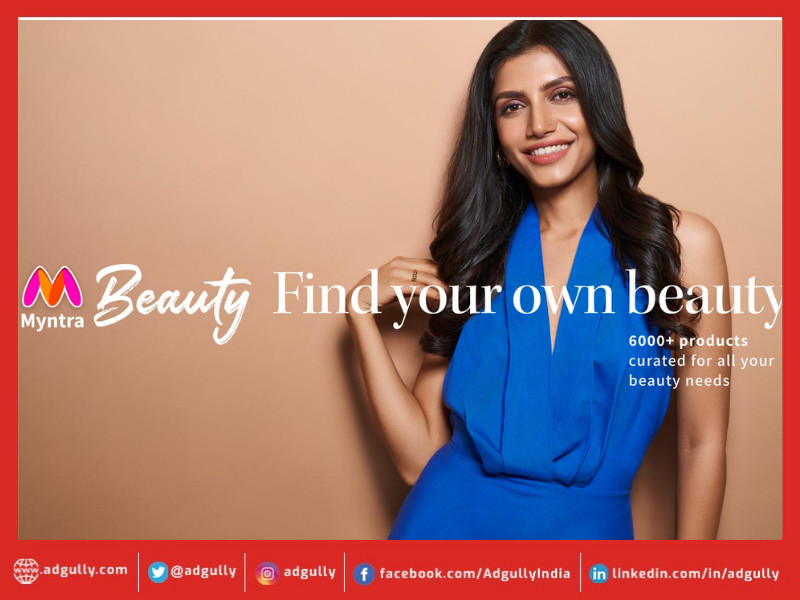 Myntra Beauty Find your own beauty
6000+ products
curated for all your
beauty needs
www.adgully.com @adgully adgully facebook.com/AdgullyIndia linkedin.com/in/adgully